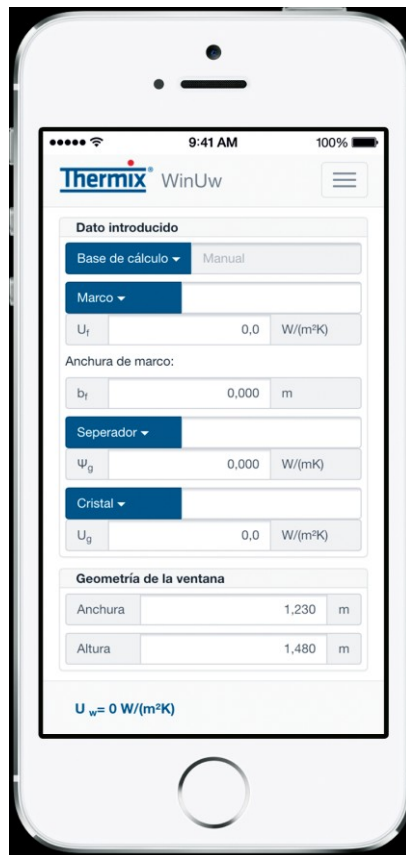 9:41 AM 100%
Thermix® WinUw
Dato introducido
Base de cálculo Manual
Marco
Uf 0,0 W/(m²K)
Anchura de marco:
bf 0,000 m
Seperador
Ψg 0,000 W/(mK)
Cristal
Ug 0,0 W/(m²K)
Geometría de la ventana
Anchura 1,230 m
Altura 1,480 m
U w= 0 W/(m²K)